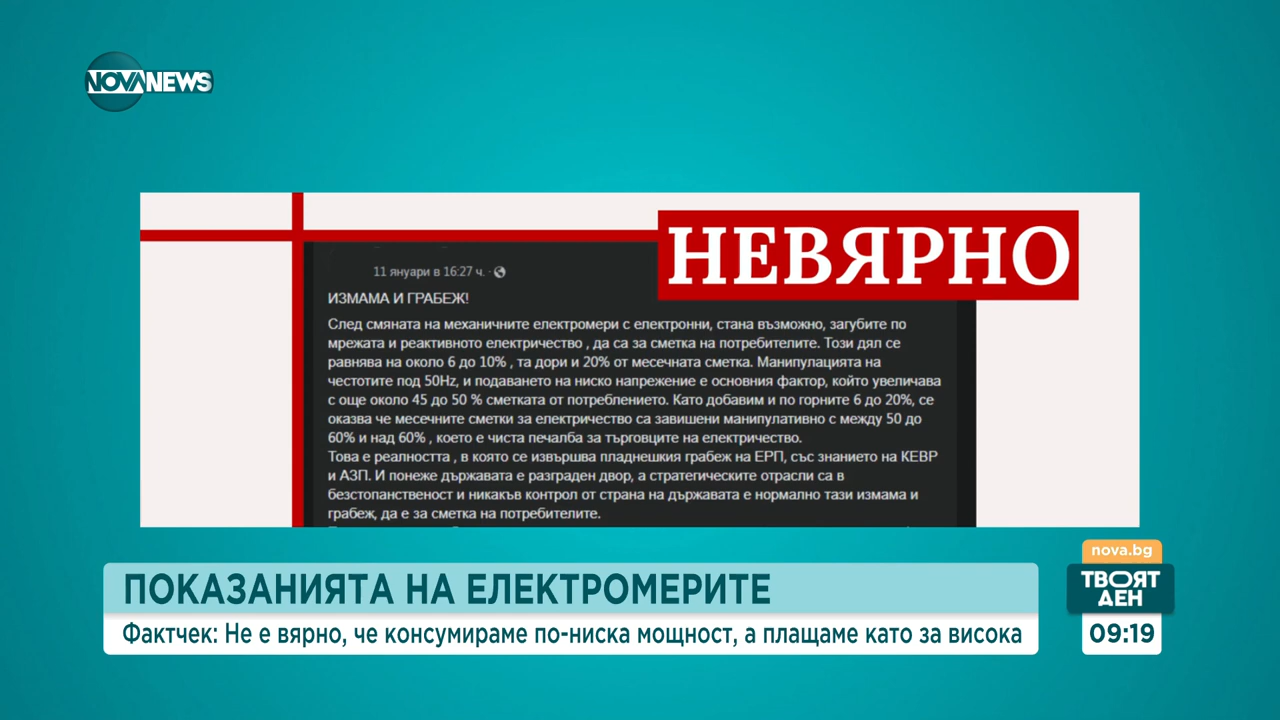 NOVANEWS
НЕВЯРНО
11 януари в 16:27 ч. ·
ИЗМАМА И ГРАБЕЖ!
След смяната на механичните електромери с електронни, стана възможно, загубите по
мрежата и реактивното електричество , да са за сметка на потребителите. Този дял се
равнява на около 6 до 10% , та дори и 20% от месечната сметка. Манипулацията на
честотите под 50Hz, и подаването на ниско напрежение е основния фактор, който увеличава
с още около 45 до 50 % сметката от потреблението. Като добавим и по горните 6 до 20%, се
оказва че месечните сметки за електричество са завишени манипулативно с между 50 до
60% и над 60% , което е чиста печалба за търговците на електричество.
Това е реалността , в която се извършва пладнешкия грабеж на ЕРП, със знанието на КЕВР
и АЗП. И понеже държавата е разграден двор, а стратегическите отрасли са в
безстопанственост и никакъв контрол от страна на държавата е нормално тази измама и
грабеж, да е за сметка на потребителите.
nova.bg
ПОКАЗАНИЯТА НА ЕЛЕКТРОМЕРИТЕ
ТВОЯТ
ДЕН
Фактчек: Не е вярно, че консумираме по-ниска мощност, а плащаме като за висока
09:19